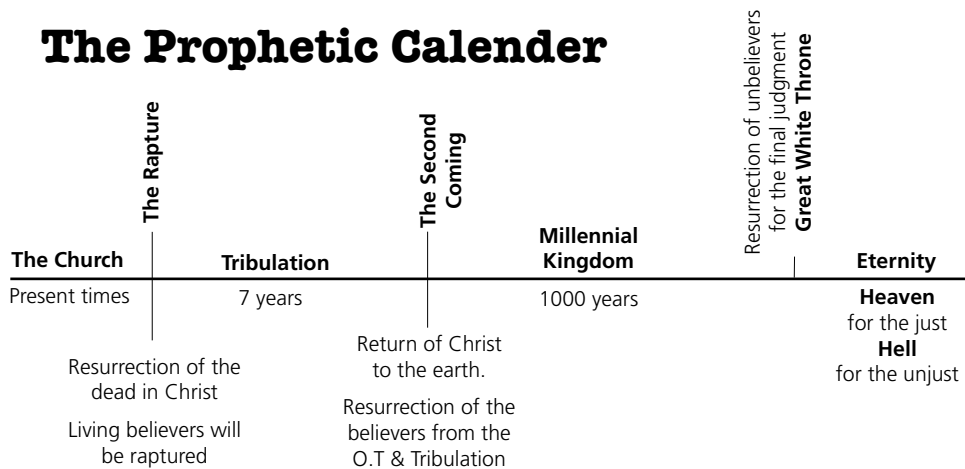 The Prophetic Calender
The Rapture
The Second
Coming
Resurrection of unbelievers
for the final judgment
Great White Throne
The Church
Tribulation
Millennial
Kingdom
Eternity
Present times
7 years
1000 years
Heaven
for the just
Hell
for the unjust
Resurrection of the
dead in Christ
Living believers will
be raptured
Return of Christ
to the earth.
Resurrection of the
believers from the
O.T & Tribulation